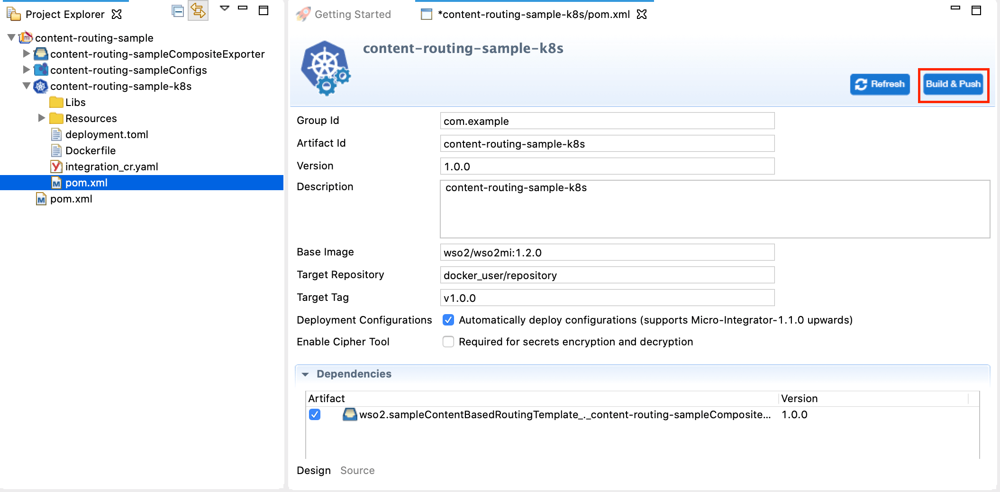 Project Explorer
content-routing-sample
content-routing-sampleCompositeExporter
content-routing-sampleConfigs
content-routing-sample-k8s
Libs
Resources
deployment.toml
Dockerfile
integration_cr.yaml
pom.xml
pom.xml
Getting Started
*content-routing-sample-k8s/pom.xml
content-routing-sample-k8s
Refresh
Build & Push
Group Id
com.example
Artifact Id
content-routing-sample-k8s
Version
1.0.0
Description
content-routing-sample-k8s
Base Image
wso2/wso2mi:1.2.0
Target Repository
docker_user/repository
Target Tag
v1.0.0
Deployment Configurations
Automatically deploy configurations (supports Micro-Integrator-1.1.0 upwards)
Enable Cipher Tool
Required for secrets encryption and decryption
Dependencies
Artifact
Version
wso2.sampleContentBasedRoutingTemplate_._content-routing-sampleComposite...
1.0.0
Design
Source